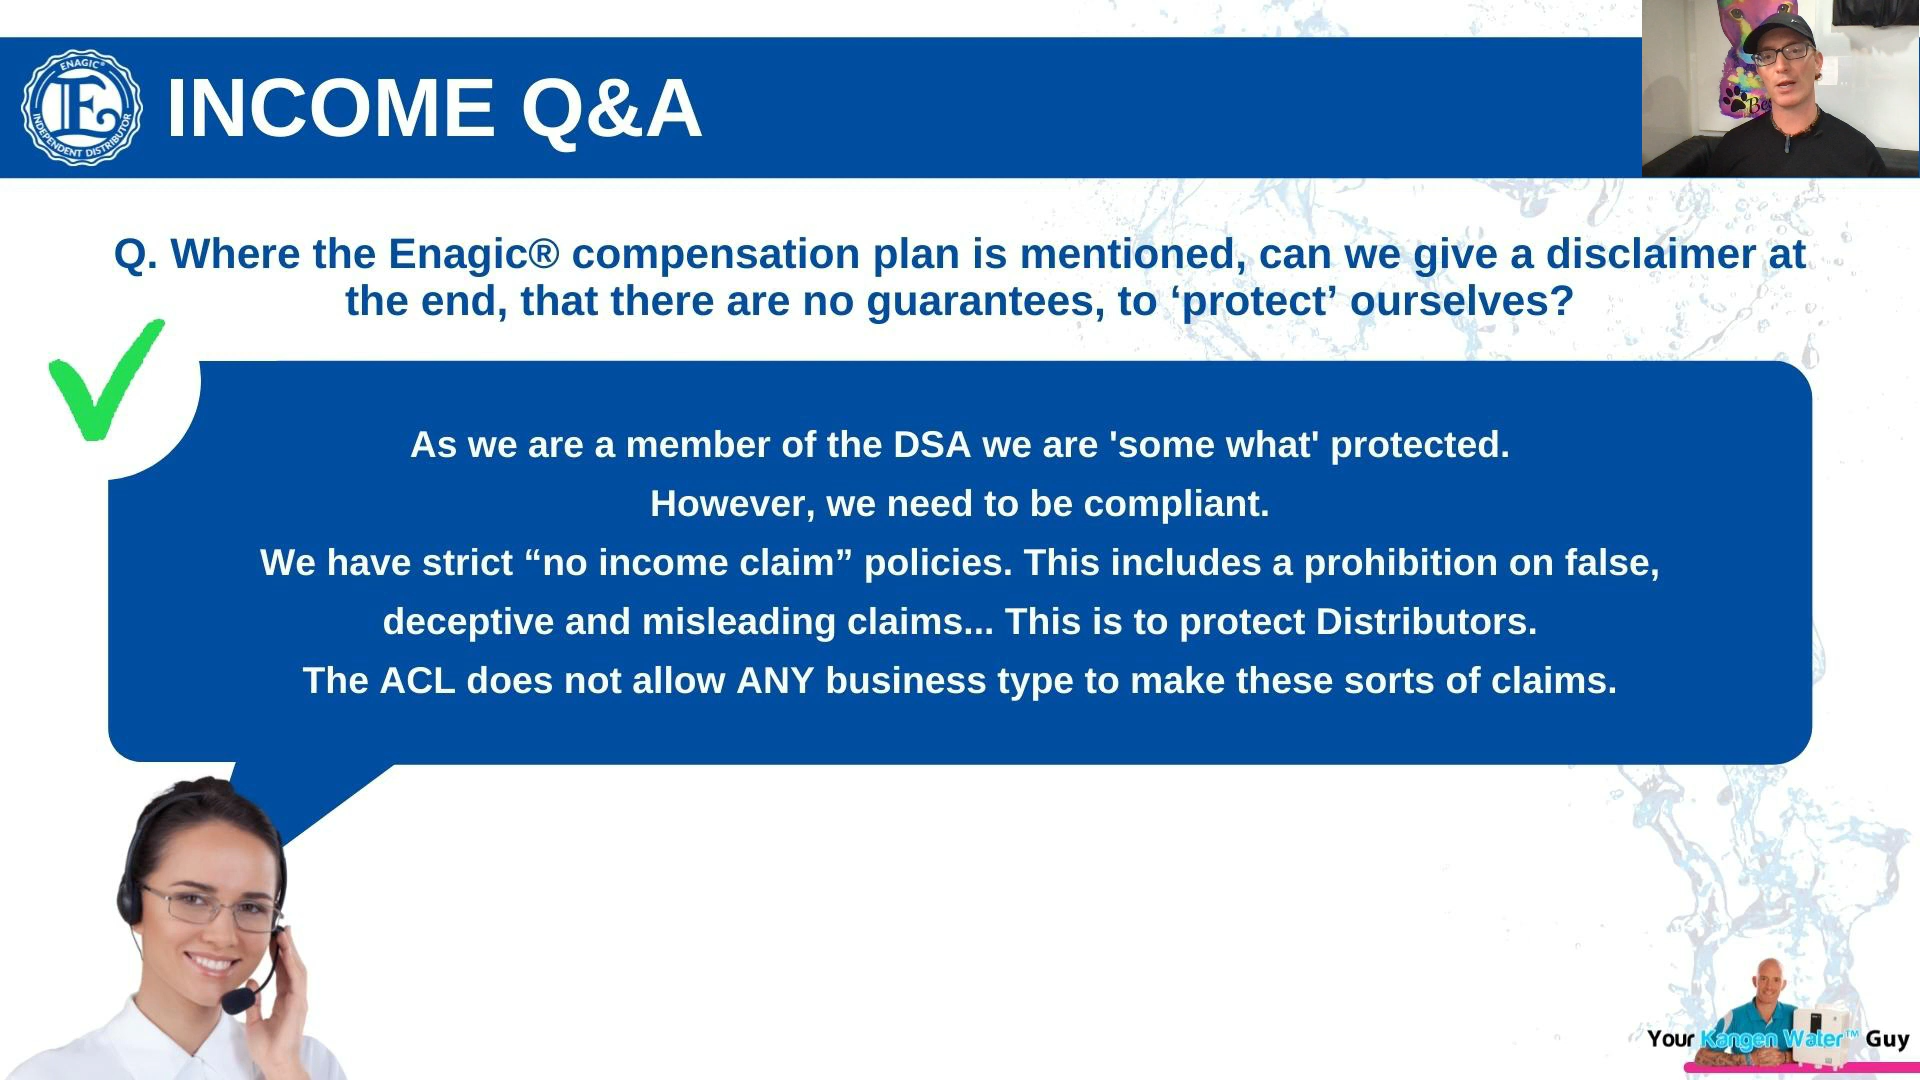 ENAGIC®
E
INDEPENDENT DISTRIBUTOR
INCOME Q&A
Q. Where the Enagic® compensation plan is mentioned, can we give a disclaimer at
the end, that there are no guarantees, to ‘protect’ ourselves?
As we are a member of the DSA we are 'some what' protected.
However, we need to be compliant.
We have strict “no income claim” policies. This includes a prohibition on false,
deceptive and misleading claims... This is to protect Distributors.
The ACL does not allow ANY business type to make these sorts of claims.
Your Kangen Water™ Guy